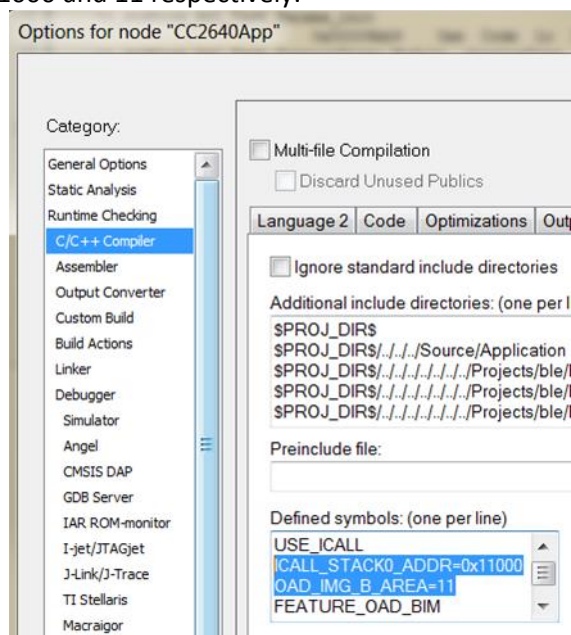 and 11 respectively.
Options for node "CC2640App"
Category:
General Options
Static Analysis
Runtime Checking
C/C++ Compiler
Assembler
Output Converter
Custom Build
Build Actions
Linker
Debugger
Simulator
Angel
CMSIS DAP
GDB Server
IAR ROM-monitor
I-jet/JTAGjet
J-Link/J-Trace
TI Stellaris
Macraigor
Multi-file Compilation
Discard Unused Publics
Language 2 Code Optimizations
Ignore standard include directories
Additional include directories: (one per
$PROJ_DIR$
$PROJ_DIR$/../../../Source/Application
$PROJ_DIR$/../../../../../../../../Projects/ble/
$PROJ_DIR$/../../../../../../../../Projects/ble/
$PROJ_DIR$/../../../../../../../../Projects/ble/
Preinclude file:
Defined symbols: (one per line)
USE_ICALL
ICALL_STACK0_ADDR=0x11000
OAD_IMG_B_AREA=11
FEATURE_OAD_BIM